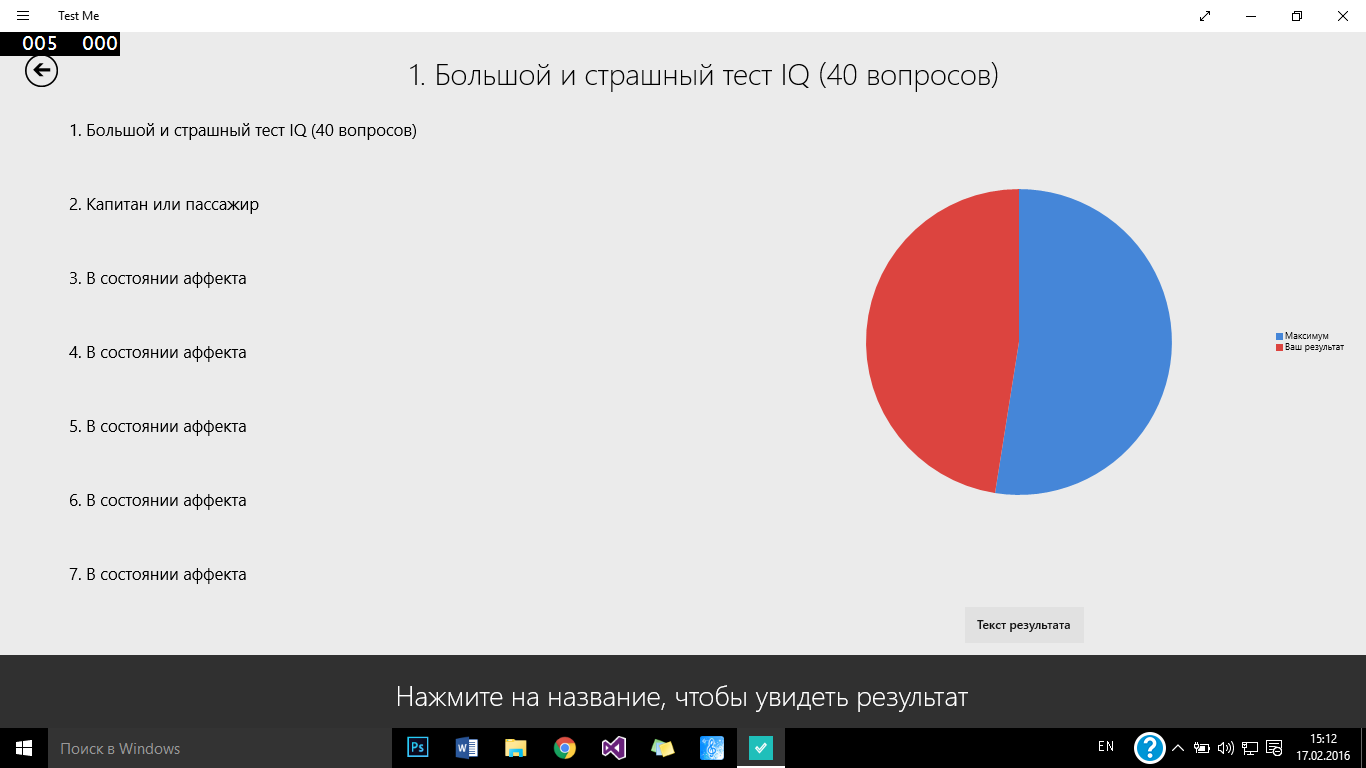 Test Me
005 000
1. Большой и страшный тест IQ (40 вопросов)
1. Большой и страшный тест IQ (40 вопросов)
2. Капитан или пассажир
3. В состоянии аффекта
4. В состоянии аффекта
5. В состоянии аффекта
6. В состоянии аффекта
7. В состоянии аффекта
Максимум
Ваш результат
Текст результата
Нажмите на название, чтобы увидеть результат
Поиск в Windows
Ps
W
EN
?
15:12
17.02.2016